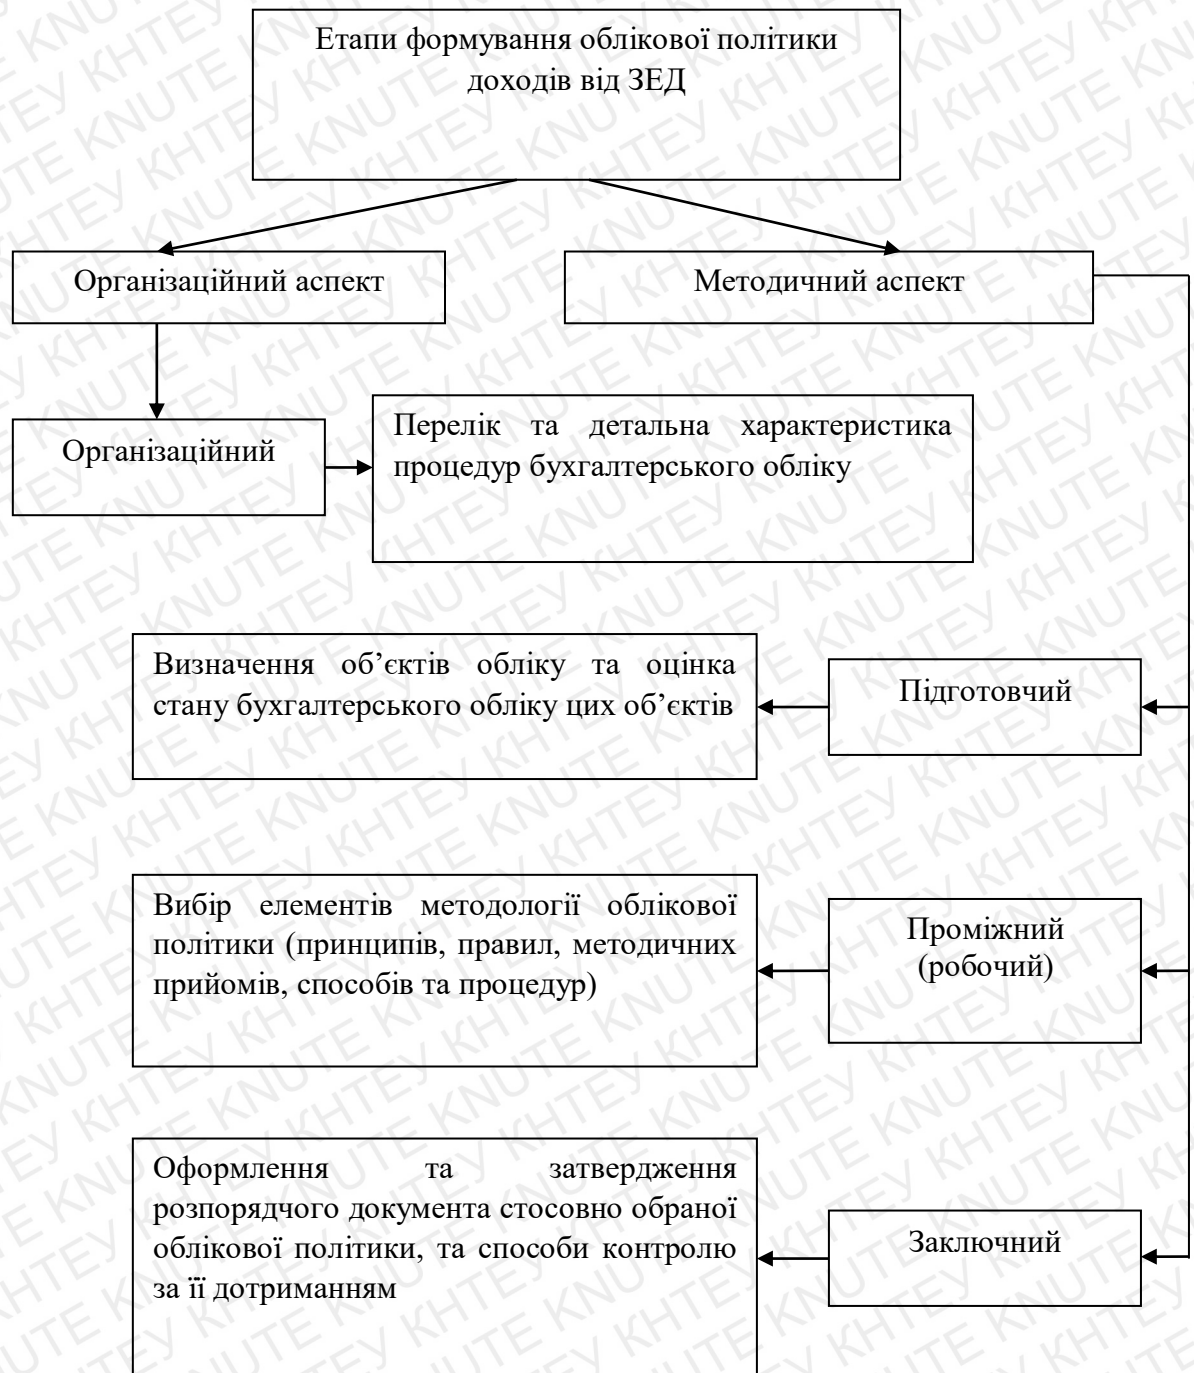 Етапи формування облікової політики
доходів від ЗЕД
Організаційний аспект
Методичний аспект
Організаційний
Перелік та детальна характеристика
процедур бухгалтерського обліку
Визначення об’єктів обліку та оцінка
стану бухгалтерського обліку цих об’єктів
Підготовчий
Вибір елементів методології облікової
політики (принципів, правил, методичних
прийомів, способів та процедур)
Проміжний
(робочий)
Оформлення та затвердження
розпорядчого документа стосовно обраної
облікової політики, та способи контролю
за її дотриманням
Заключний